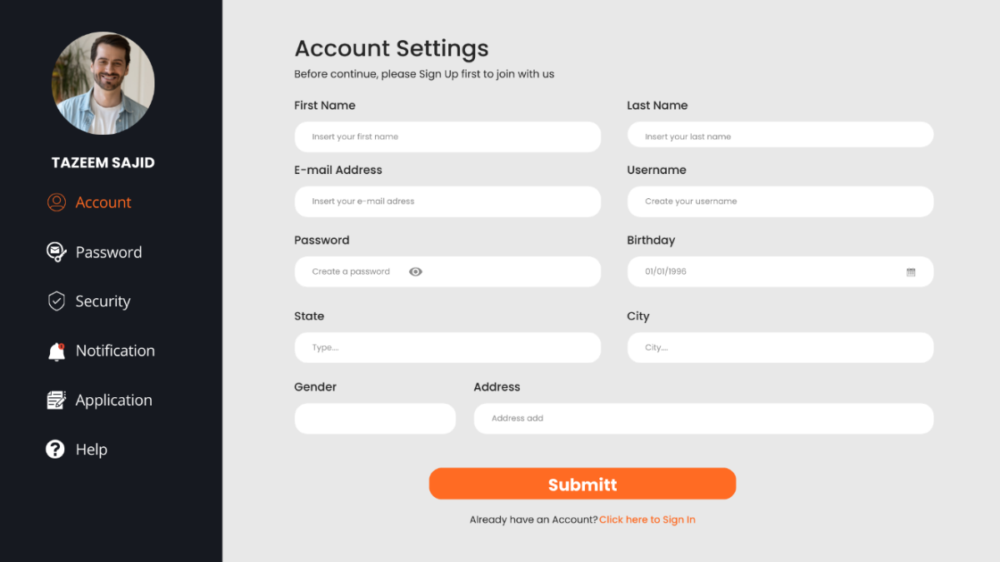 TAZEEM SAJID
Account
Password
Security
Notification
Application
Help
Account Settings
Before continue, please Sign Up first to join with us
First Name
Insert your first name
Last Name
Insert your last name
E-mail Address
Insert your e-mail adress
Username
Create your username
Password
Create a password
Birthday
01/01/1996
State
Type....
City
City....
Gender
Address
Address add
Submitt
Already have an Account? Click here to Sign In